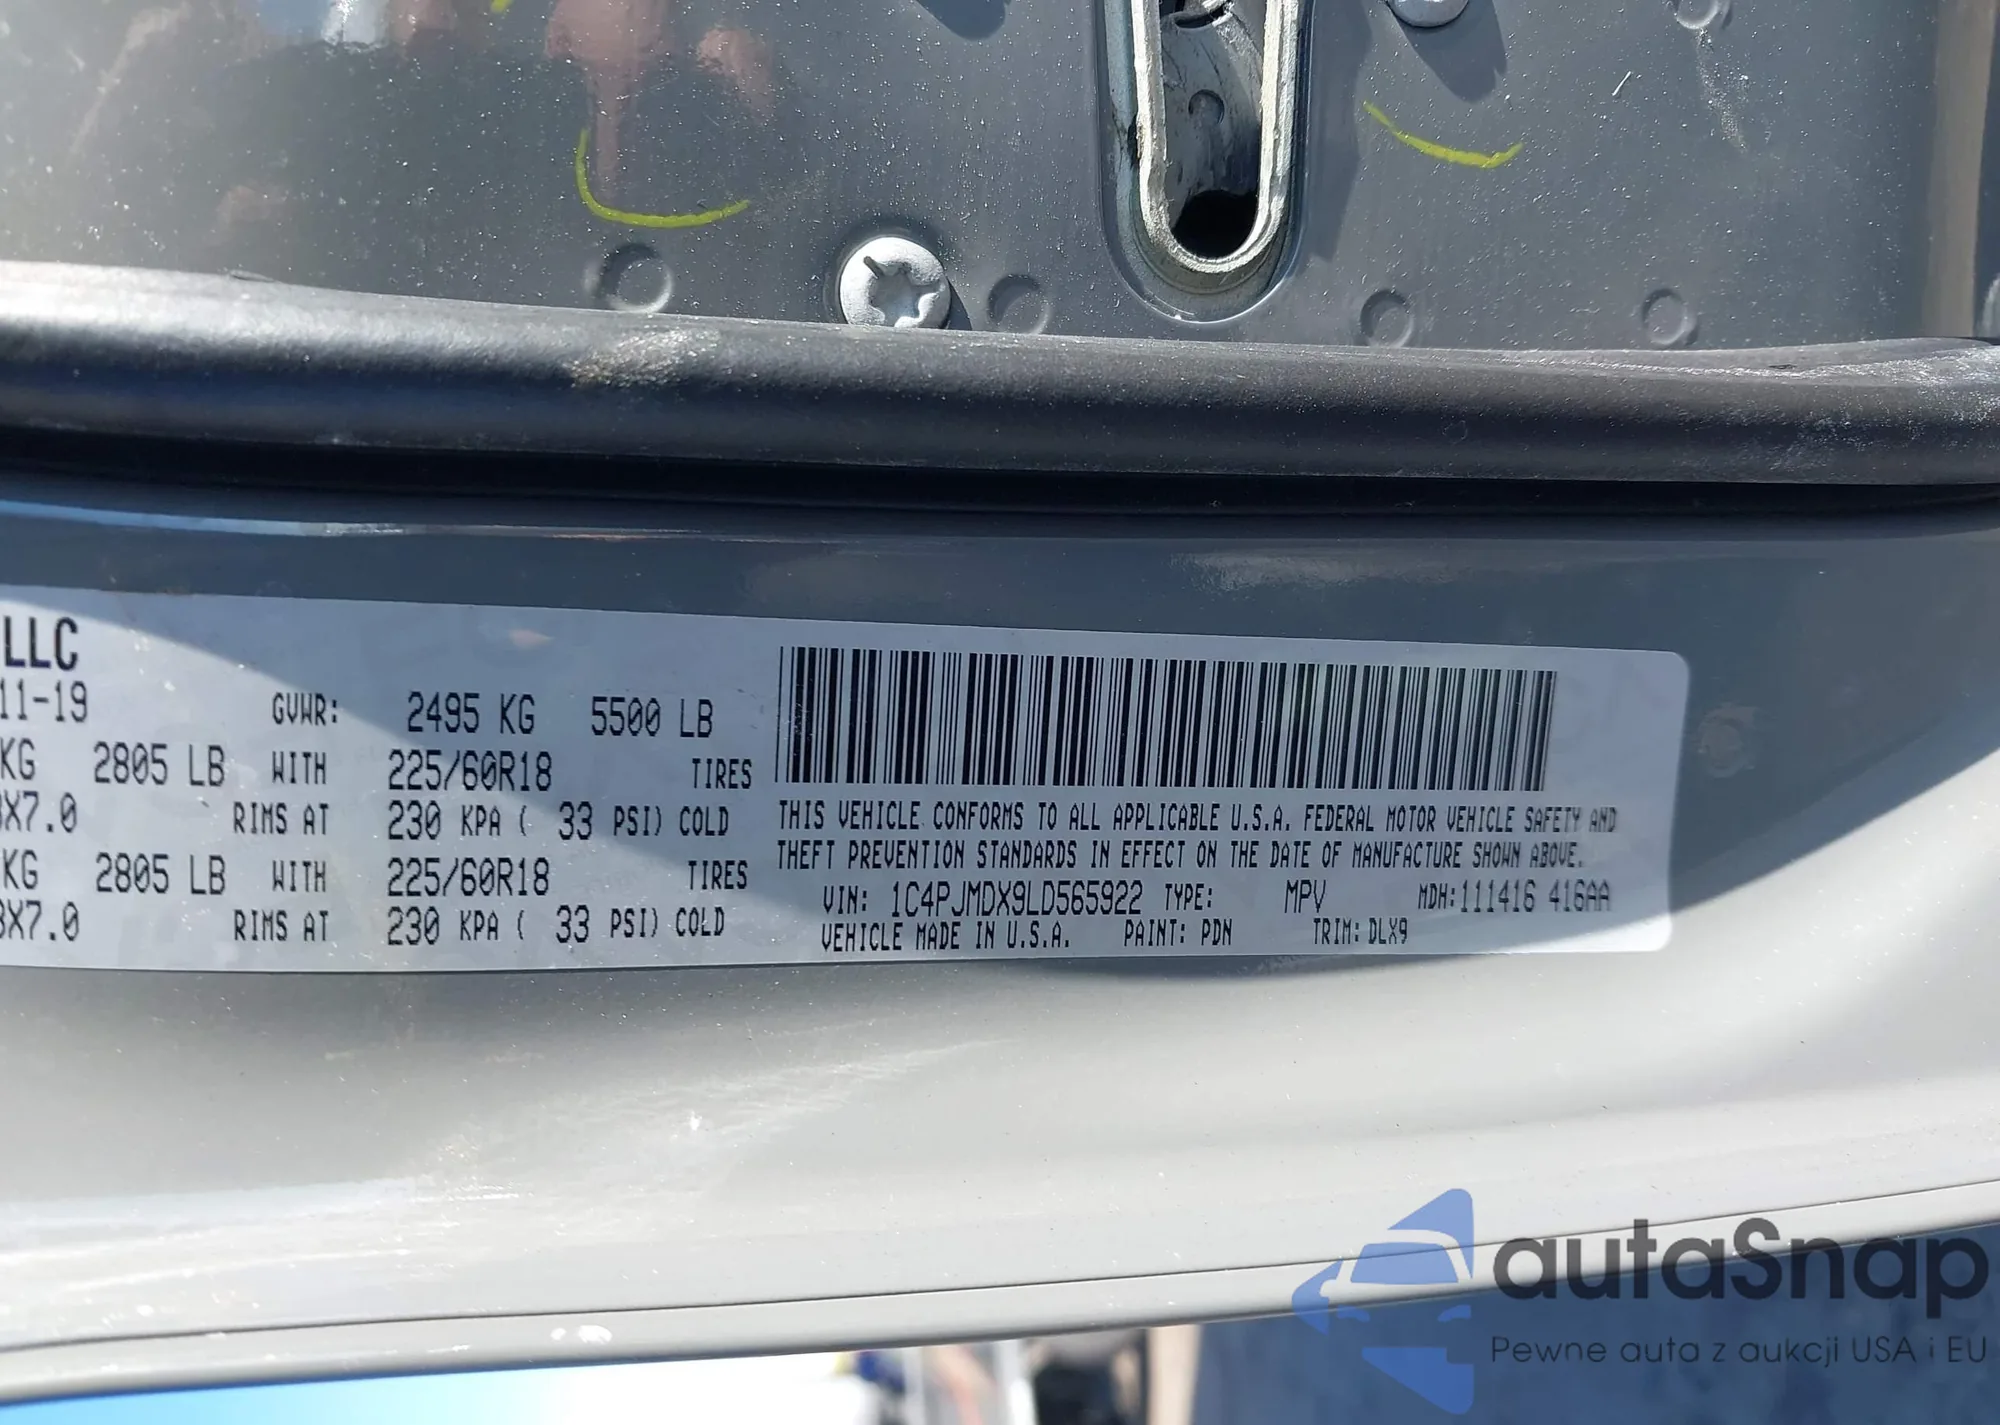 LLC
11-19 GVWR: 2495 KG 5500 LB
KG 2805 LB WITH 225/60R18 TIRES
X7.0 RIMS AT 230 KPA ( 33 PSI) COLD
KG 2805 LB WITH 225/60R18 TIRES
X7.0 RIMS AT 230 KPA ( 33 PSI) COLD
THIS VEHICLE CONFORMS TO ALL APPLICABLE U.S.A. FEDERAL MOTOR VEHICLE SAFETY AND
THEFT PREVENTION STANDARDS IN EFFECT ON THE DATE OF MANUFACTURE SHOWN ABOVE.
VIN: 1C4PJMDX9LD565922 TYPE: MPV MDH:111416 416AA
VEHICLE MADE IN U.S.A. PAINT: PDN TRIM: DLX9
autaSnap
Pewne auta z aukcji USA i EU